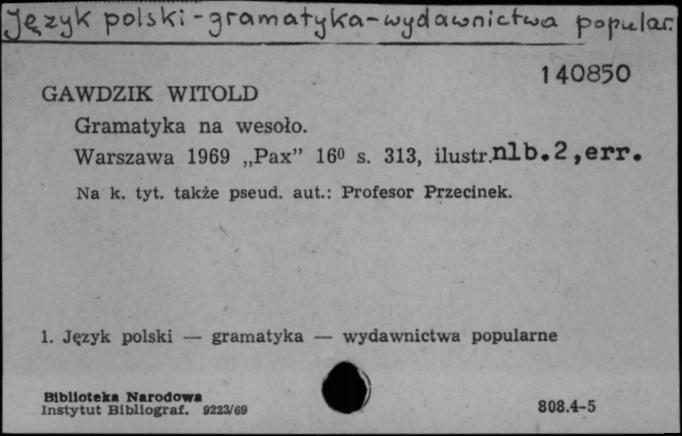 Język polski-gramatyka-wydawnictwa popular.
140850
GAWDZIK WITOLD
Gramatyka na wesoło.
Warszawa 1969 „Pax” 16⁰ s. 313, ilustr.nlb.2,err.
Na k. tyt. także pseud. aut.: Profesor Przecinek.
1. Język polski — gramatyka — wydawnictwa popularne
Biblioteka Narodowa
Instytut Bibliograf. 9223/69
808.4-5